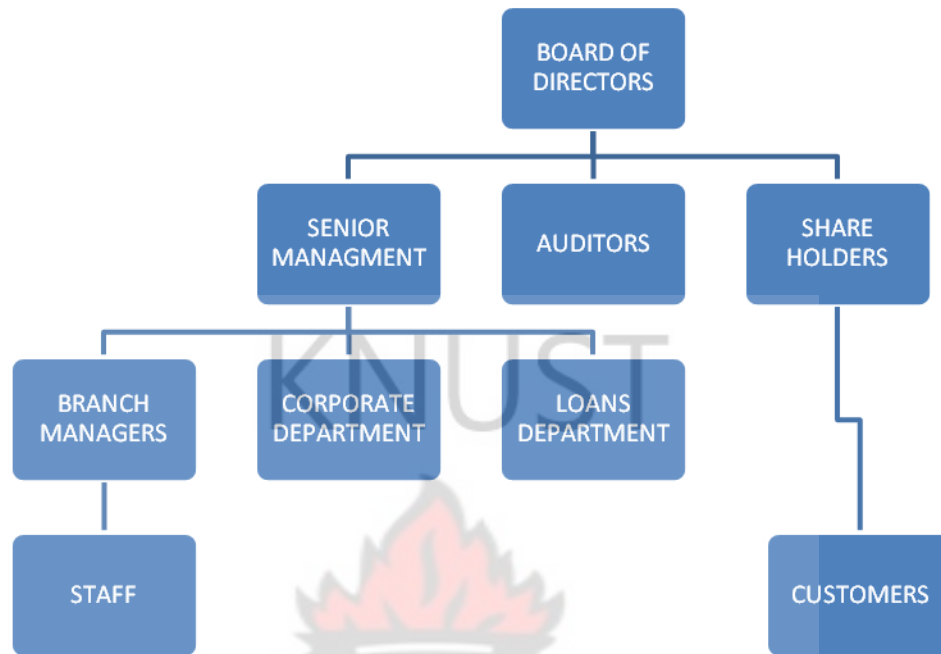 BOARD OF
DIRECTORS
SENIOR
MANAGMENT
AUDITORS
SHARE
HOLDERS
KNUST
BRANCH
MANAGERS
CORPORATE
DEPARTMENT
LOANS
DEPARTMENT
STAFF
CUSTOMERS